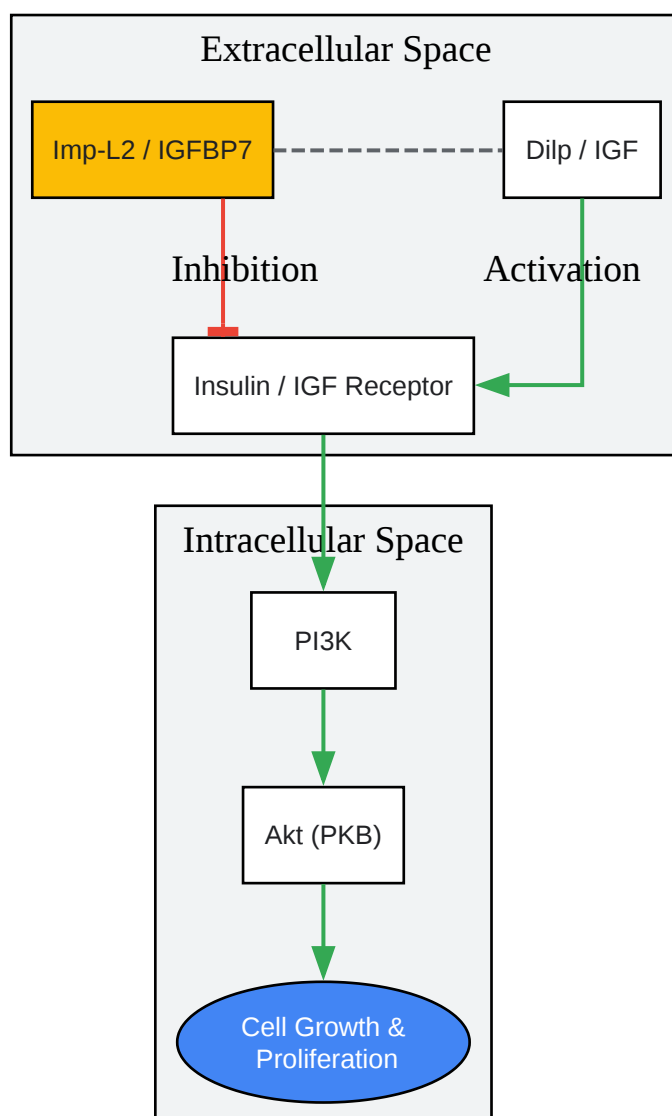 Extracellular Space
Imp-L2 / IGFBP7
Dilp / IGF
Inhibition
Activation
Insulin / IGF Receptor
Intracellular Space
PI3K
Akt (PKB)
Cell Growth &
Proliferation